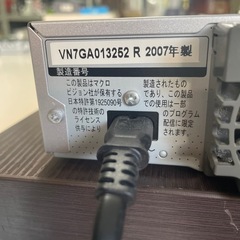 VN7GA013252 R 2007年製
製造番号
この製品はマクロ
ビジョン社が保有する
日本特許第1925090号
の特許技術の
ライセンス
供与により
製造されたもの
であり、この製品
での使用は一部
のプログラム
配信に限定
されます。